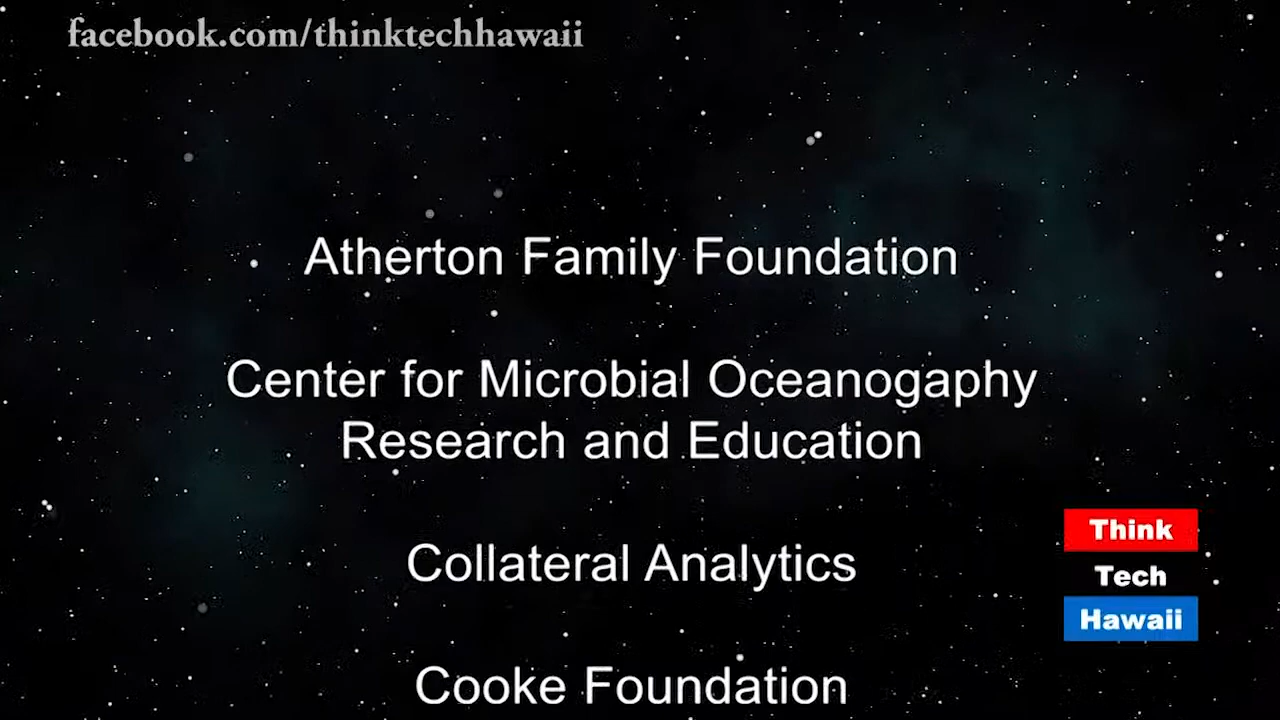 facebook.com/thinktechhawaii
Atherton Family Foundation
Center for Microbial Oceanogaphy
Research and Education
Collateral Analytics
Cooke Foundation
Think
Tech
Hawaii